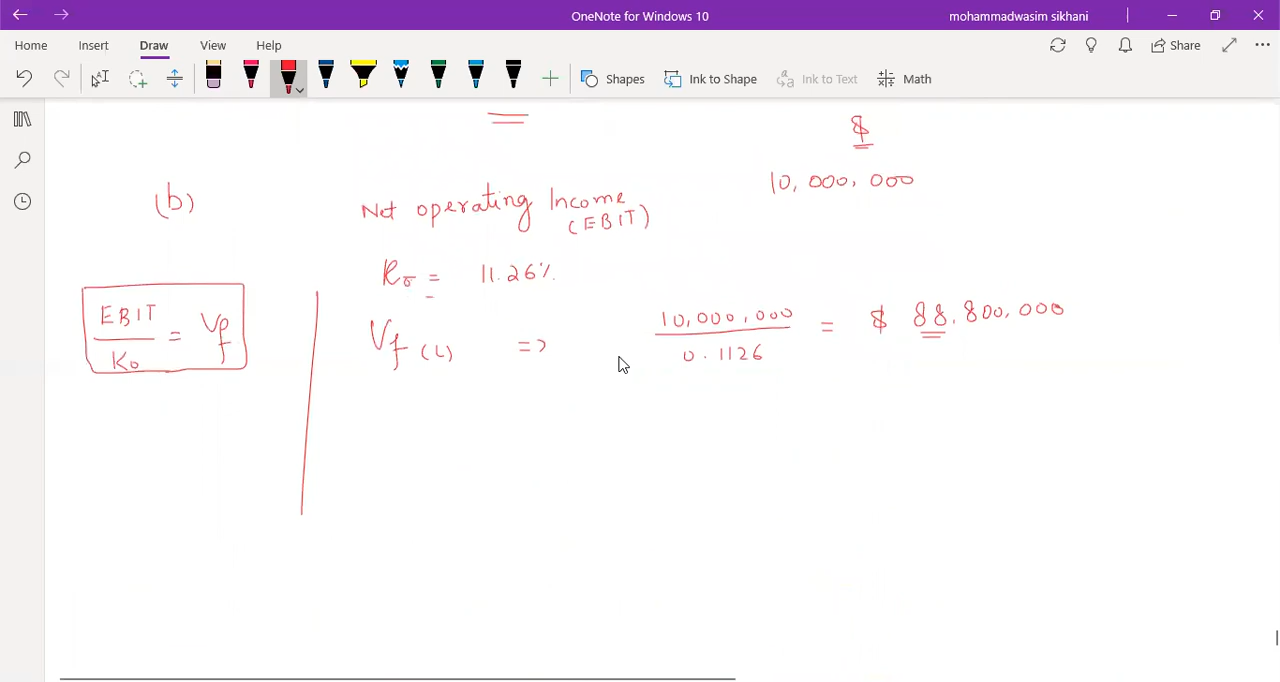 OneNote for Windows 10
mohammadwasim sikhani
Home Insert Draw View Help
Share
Shapes
Ink to Shape
Ink to Text
Math
$
10,000,000
(b)
Net operating Income
(EBIT)
11.26%
EBIT
= Vf
Ko
Vf (L) =>
10,000,000
= $ 88,800,000
0.1126